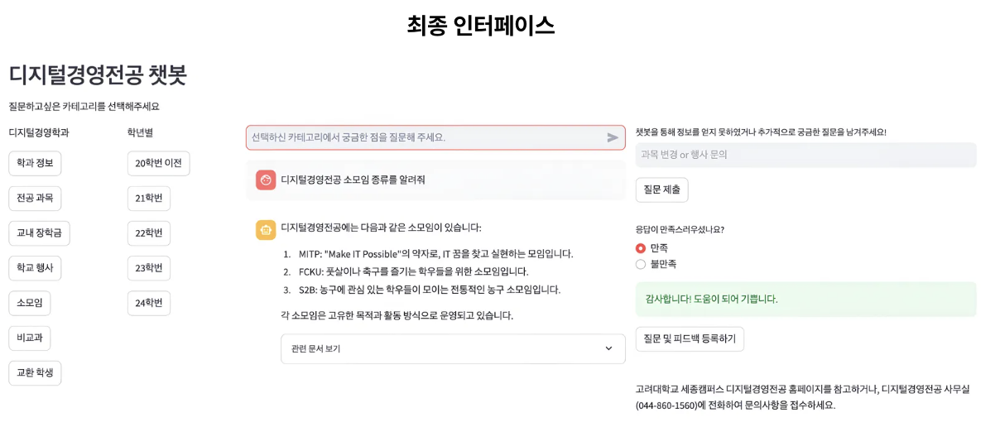 최종 인터페이스
디지털경영전공 챗봇
질문하고싶은 카테고리를 선택해주세요
디지털경영학과
학과 정보
전공 과목
교내 장학금
학교 행사
소모임
비교과
교환 학생
학년별
20학번 이전
21학번
22학번
23학번
24학번
선택하신 카테고리에서 궁금한 점을 질문해 주세요.
디지털경영전공 소모임 종류를 알려줘
디지털경영전공에는 다음과 같은 소모임이 있습니다:
1. MITP: "Make IT Possible"의 약자로, IT 꿈을 찾고 실현하는 모임입니다.
2. FCKU: 풋살이나 축구를 즐기는 학우들을 위한 소모임입니다.
3. S2B: 농구에 관심 있는 학우들이 모이는 전통적인 농구 소모임입니다.
각 소모임은 고유한 목적과 활동 방식으로 운영되고 있습니다.
관련 문서 보기
챗봇을 통해 정보를 얻지 못하였거나 추가적으로 궁금한 질문을 남겨주세요!
과목 변경 or 행사 문의
질문 제출
응답이 만족스러우셨나요?
만족
불만족
감사합니다! 도움이 되어 기쁩니다.
질문 및 피드백 등록하기
고려대학교 세종캠퍼스 디지털경영전공 홈페이지를 참고하거나, 디지털경영전공 사무실
(044-860-1560)에 전화하여 문의사항을 접수하세요.